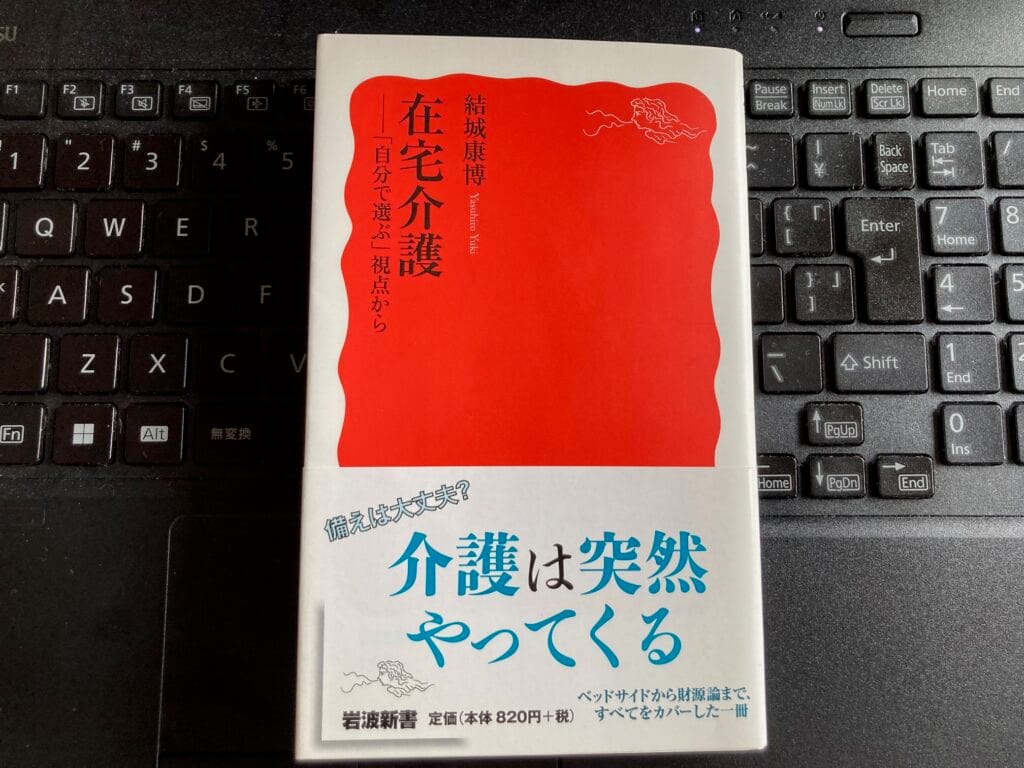 結城康博 Yasuhiro Yuki
在宅介護
──「自分で選ぶ」視点から
備えは大丈夫?
介護は突然
やってくる
ベッドサイドから財源論まで、
すべてをカバーした一冊
岩波新書 定価(本体820円+税)
SU
F1
F2
F3
F4
F5
F6
Pause
Break
Insert
Num Lk
Delete
Scr Lk
Home
End
! 1
" 2
# 3
$ 4
% 5
~ ^
| ¥
Back
Space
Tab
Q
W
E
R
{ [
「
Enter
7
Home
8
A
S
D
F
} ]
」
4
5
Z
X
C
V
Shift
1
End
Fn
Alt
無変換
PgUp
0
Ins
Home
PgDn
End